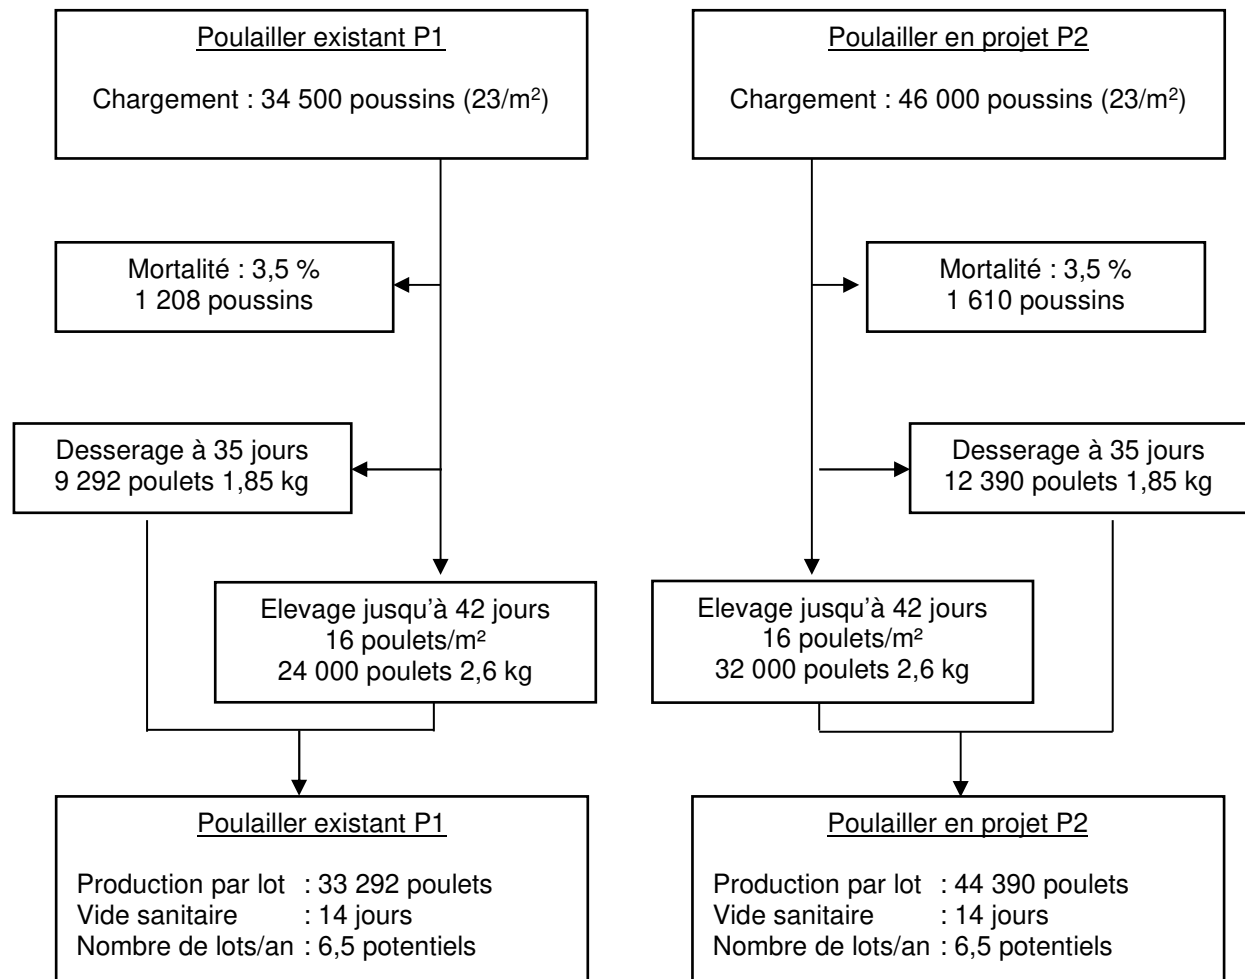 Poulailler existant P1
Chargement : 34 500 poussins (23/m²)
Poulailler en projet P2
Chargement : 46 000 poussins (23/m²)
Mortalité : 3,5 %
1 208 poussins
Mortalité : 3,5 %
1 610 poussins
Desserage à 35 jours
9 292 poulets 1,85 kg
Desserage à 35 jours
12 390 poulets 1,85 kg
Elevage jusqu'à 42 jours
16 poulets/m²
24 000 poulets 2,6 kg
Elevage jusqu'à 42 jours
16 poulets/m²
32 000 poulets 2,6 kg
Poulailler existant P1
Production par lot : 33 292 poulets
Vide sanitaire : 14 jours
Nombre de lots/an : 6,5 potentiels
Poulailler en projet P2
Production par lot : 44 390 poulets
Vide sanitaire : 14 jours
Nombre de lots/an : 6,5 potentiels